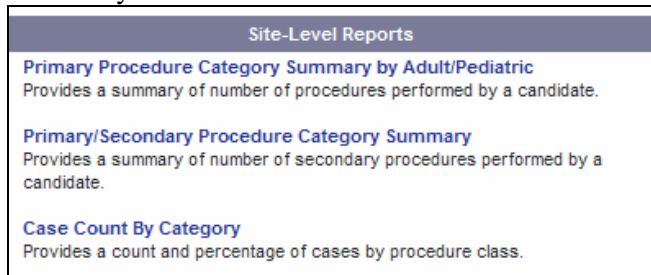 Site-Level Reports
Primary Procedure Category Summary by Adult/Pediatric
Provides a summary of number of procedures performed by a candidate.
Primary/Secondary Procedure Category Summary
Provides a summary of number of secondary procedures performed by a
candidate.
Case Count By Category
Provides a count and percentage of cases by procedure class.